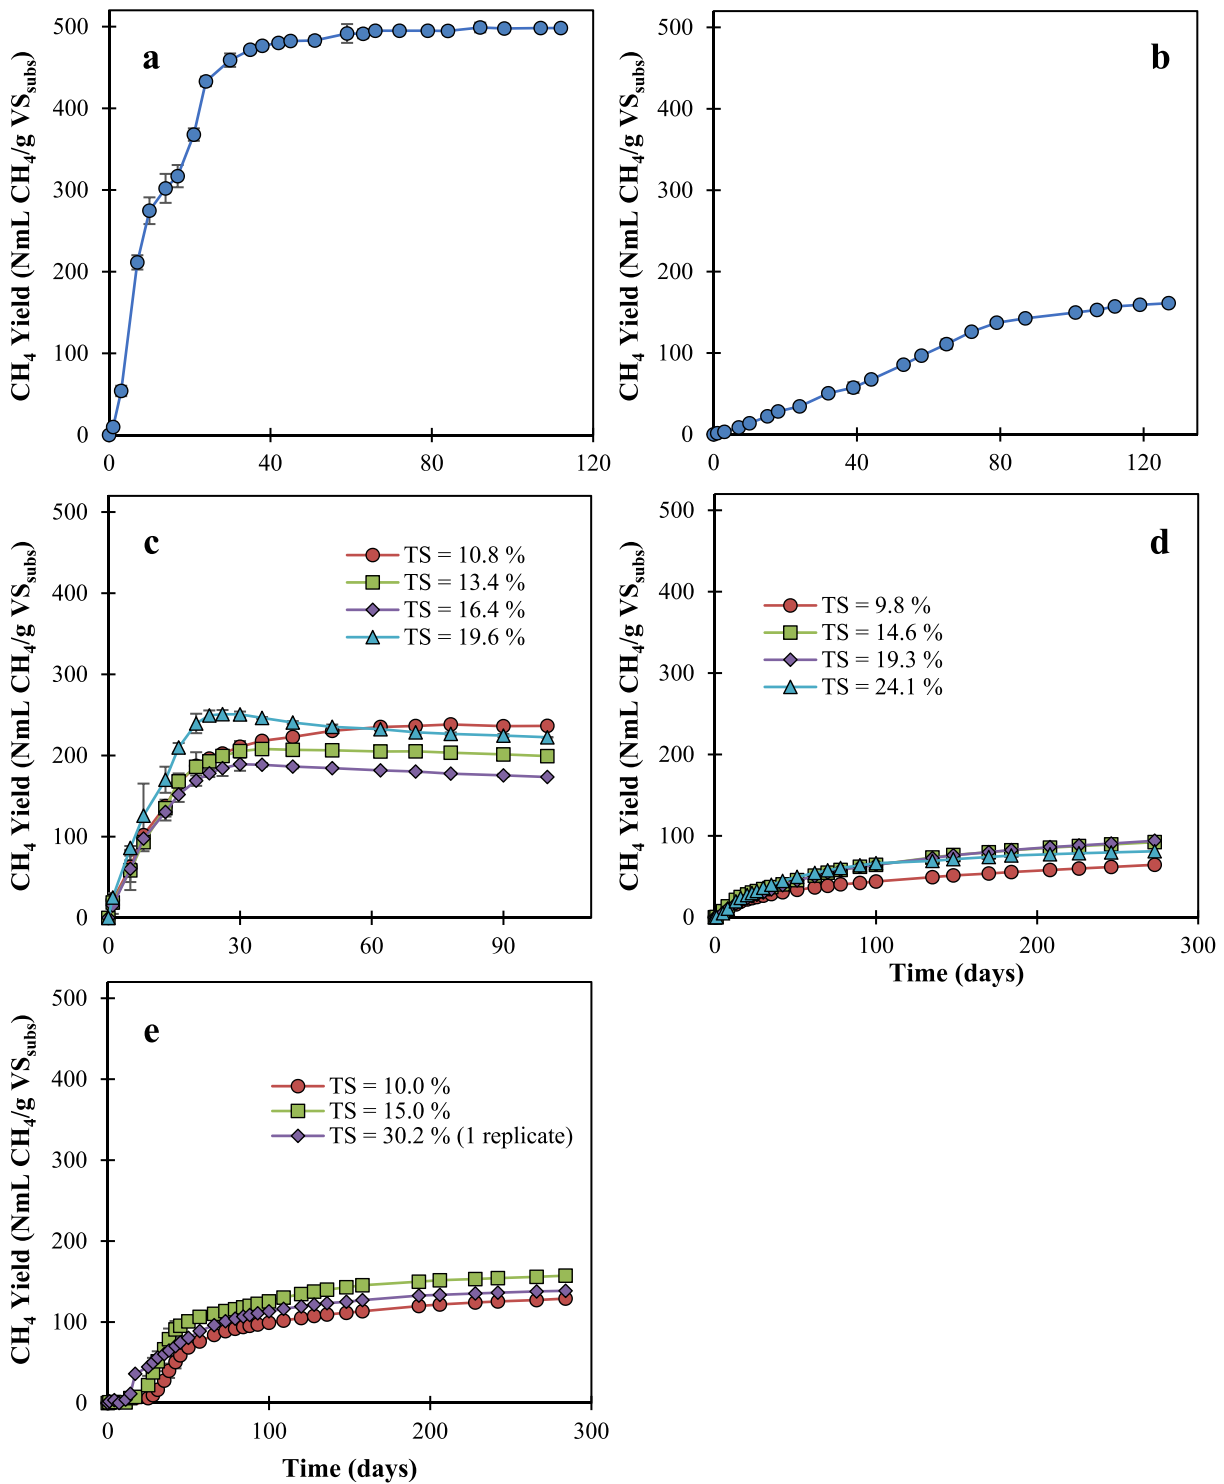 CH₄ Yield (NmL CH₄/g VS_subs)
500
400
300
200
100
0
0 40 80 120
a
CH₄ Yield (NmL CH₄/g VS_subs)
500
400
300
200
100
0
0 40 80 120
b
CH₄ Yield (NmL CH₄/g VS_subs)
500
400
300
200
100
0
0 30 60 90
c
TS = 10.8 %
TS = 13.4 %
TS = 16.4 %
TS = 19.6 %
CH₄ Yield (NmL CH₄/g VS_subs)
500
400
300
200
100
0
0 100 200 300
Time (days)
d
TS = 9.8 %
TS = 14.6 %
TS = 19.3 %
TS = 24.1 %
CH₄ Yield (NmL CH₄/g VS_subs)
500
400
300
200
100
0
0 100 200 300
Time (days)
e
TS = 10.0 %
TS = 15.0 %
TS = 30.2 % (1 replicate)